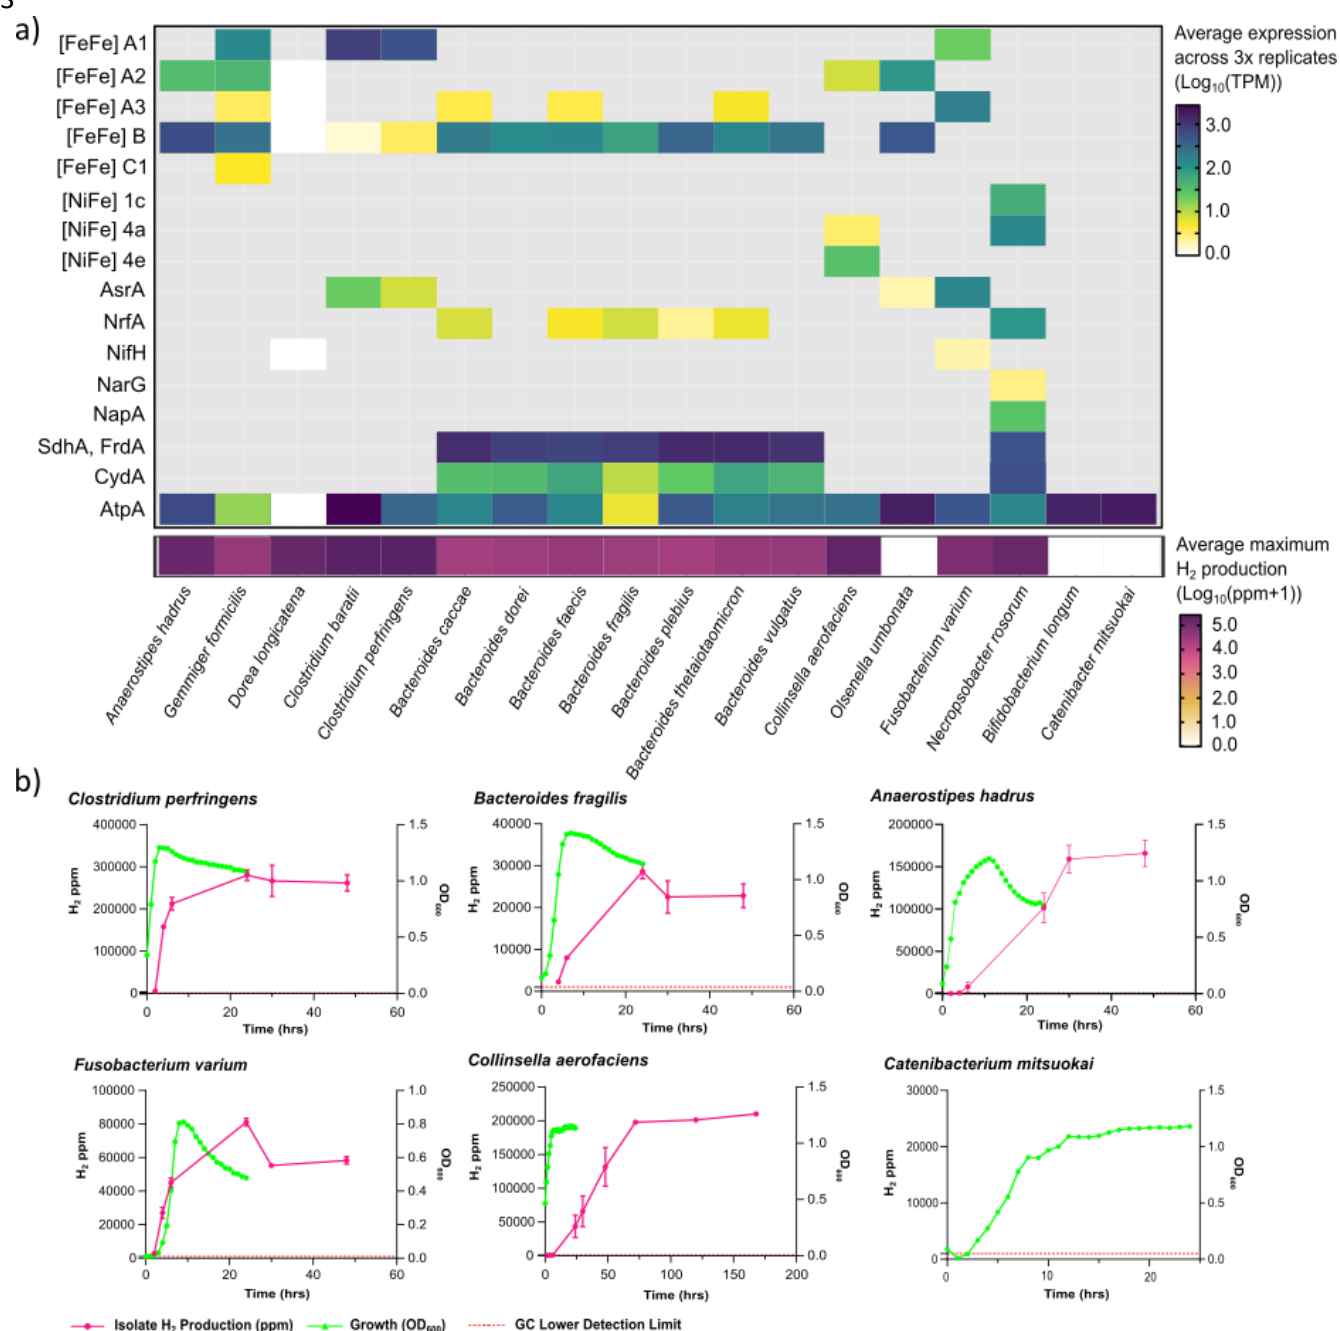 a)
[FeFe] A1
[FeFe] A2
[FeFe] A3
[FeFe] B
[FeFe] C1
[NiFe] 1c
[NiFe] 4a
[NiFe] 4e
AsrA
NrfA
NifH
NarG
NapA
SdhA, FrdA
CydA
AtpA
Average expression
across 3x replicates
(Log10(TPM))
3.0
2.0
1.0
0.0
Average maximum
H2 production
(Log10(ppm+1))
5.0
4.0
3.0
2.0
1.0
0.0
Anaerostipes hadrus
Gemmiger formicilis
Dorea longicatena
Clostridium baratii
Clostridium perfringens
Bacteroides caccae
Bacteroides dorei
Bacteroides faecis
Bacteroides fragilis
Bacteroides plebius
Bacteroides thetaiotaomicron
Bacteroides vulgatus
Collinsella aerofaciens
Olsenella umbonata
Fusobacterium varium
Necropsobacter rosorum
Bifidobacterium longum
Catenibacter mitsuokai
b)
Clostridium perfringens
400000
300000
200000
100000
0
H2 ppm
1.5
1.0
0.5
0.0
OD600
0 20 40 60
Time (hrs)
Bacteroides fragilis
40000
30000
20000
10000
0
H2 ppm
1.5
1.0
0.5
0.0
OD600
0 20 40 60
Time (hrs)
Anaerostipes hadrus
200000
150000
100000
50000
0
H2 ppm
1.5
1.0
0.5
0.0
OD600
0 20 40 60
Time (hrs)
Fusobacterium varium
100000
80000
60000
40000
20000
0
H2 ppm
1.0
0.8
0.6
0.4
0.2
0.0
OD600
0 20 40 60
Time (hrs)
Collinsella aerofaciens
250000
200000
150000
100000
50000
0
H2 ppm
1.5
1.0
0.5
0.0
OD600
0 50 100 150 200
Time (hrs)
Catenibacterium mitsuokai
30000
20000
10000
0
H2 ppm
1.5
1.0
0.5
0.0
OD600
0 10 20
Time (hrs)
Isolate H2 Production (ppm) Growth (OD600) GC Lower Detection Limit